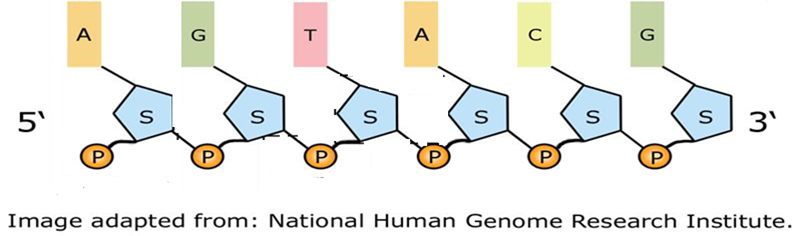 A G T A C G
5' S S S S S S 3'
P P P P P P
Image adapted from: National Human Genome Research Institute.